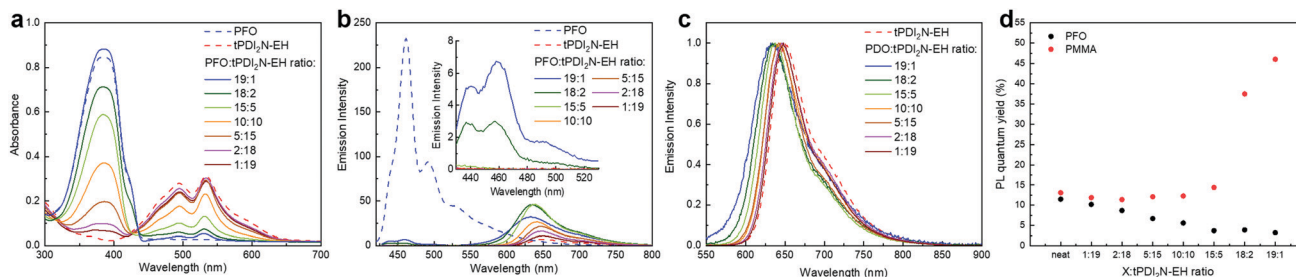 a
PFO
tPDI₂N-EH
PFO:tPDI₂N-EH ratio:
19:1
18:2
15:5
10:10
5:15
2:18
1:19
1.0
0.8
0.6
0.4
0.2
0.0
Absorbance
300 400 500 600 700
Wavelength (nm)
b
PFO
tPDI₂N-EH
PFO:tPDI₂N-EH ratio:
19:1 5:15
18:2 2:18
15:5 1:19
10:10
250
200
150
100
50
0
Emission Intensity
8
6
4
2
0
440 460 480 500 520
Wavelength (nm)
500 600 700 800
Wavelength (nm)
c
tPDI₂N-EH
PDO:tPDI₂N-EH ratio:
19:1
18:2
15:5
10:10
5:15
2:18
1:19
1.0
0.8
0.6
0.4
0.2
0.0
Emission Intensity
550 600 650 700 750 800 850 900
Wavelength (nm)
d
PFO
PMMA
55
50
45
40
35
30
25
20
15
10
5
0
PL quantum yield (%)
neat 1:19 2:18 5:15 10:10 15:5 18:2 19:1
X:tPDI₂N-EH ratio